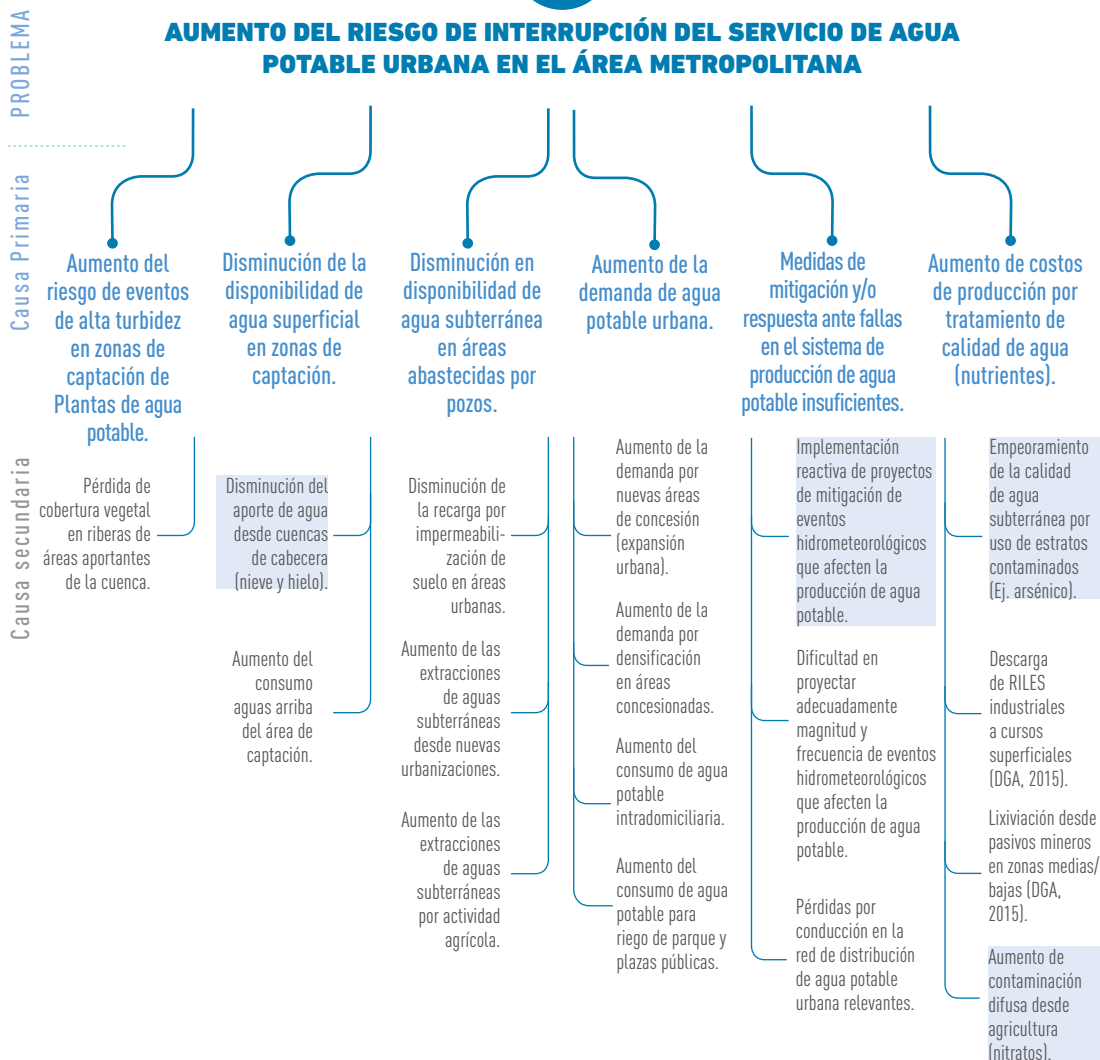 PROBLEMA
AUMENTO DEL RIESGO DE INTERRUPCIÓN DEL SERVICIO DE AGUA
POTABLE URBANA EN EL ÁREA METROPOLITANA
Causa Primaria
Aumento del
riesgo de eventos
de alta turbidez
en zonas de
captación de
Plantas de agua
potable.
Disminución de la
disponibilidad de
agua superficial
en zonas de
captación.
Disminución en
disponibilidad de
agua subterránea
en áreas
abastecidas por
pozos.
Aumento de la
demanda de agua
potable urbana.
Medidas de
mitigación y/o
respuesta ante fallas
en el sistema de
producción de agua
potable insuficientes.
Aumento de costos
de producción por
tratamiento de
calidad de agua
(nutrientes).
Causa secundaria
Pérdida de
cobertura vegetal
en riberas de
áreas aportantes
de la cuenca.
Disminución del
aporte de agua
desde cuencas
de cabecera
(nieve y hielo).
Aumento del
consumo
aguas arriba
del área de
captación.
Disminución de
la recarga por
impermeabili-
zación de
suelo en áreas
urbanas.
Aumento de las
extracciones
de aguas
subterráneas
desde nuevas
urbanizaciones.
Aumento de las
extracciones
de aguas
subterráneas
por actividad
agrícola.
Aumento de la
demanda por
nuevas áreas
de concesión
(expansión
urbana).
Aumento de la
demanda por
densificación
en áreas
concesionadas.
Aumento del
consumo de agua
potable
intradomiciliaria.
Aumento del
consumo de agua
potable para
riego de parque y
plazas públicas.
Implementación
reactiva de proyectos
de mitigación de
eventos
hidrometeorológicos
que afecten la
producción de agua
potable.
Dificultad en
proyectar
adecuadamente
magnitud y
frecuencia de eventos
hidrometeorológicos
que afecten la
producción de agua
potable.
Pérdidas por
conducción en la
red de distribución
de agua potable
urbana relevantes.
Empeoramiento
de la calidad
de agua
subterránea por
uso de estratos
contaminados
(Ej. arsénico).
Descarga
de RILES
industriales
a cursos
superficiales
(DGA, 2015).
Lixiviación desde
pasivos mineros
en zonas medias/
bajas (DGA,
2015).
Aumento de
contaminación
difusa desde
agricultura
(nitratos).